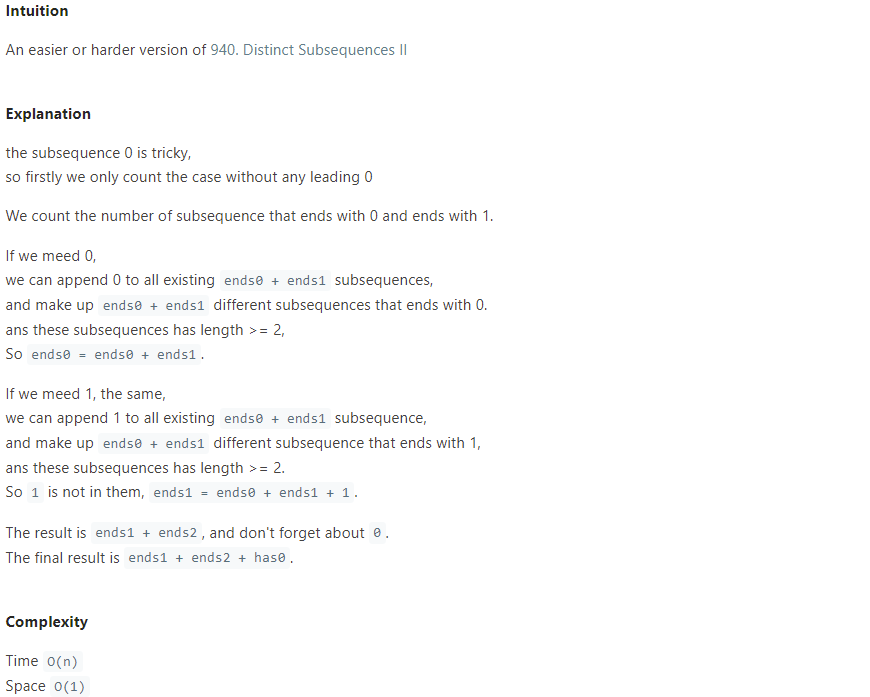 Intuition
An easier or harder version of 940. Distinct Subsequences II
Explanation
the subsequence 0 is tricky,
so firstly we only count the case without any leading 0
We count the number of subsequence that ends with 0 and ends with 1.
If we meed 0,
we can append 0 to all existing ends0 + ends1 subsequences,
and make up ends0 + ends1 different subsequences that ends with 0.
ans these subsequences has length >= 2,
So ends0 = ends0 + ends1.
If we meed 1, the same,
we can append 1 to all existing ends0 + ends1 subsequence,
and make up ends0 + ends1 different subsequence that ends with 1,
ans these subsequences has length >= 2.
So 1 is not in them, ends1 = ends0 + ends1 + 1.
The result is ends1 + ends2, and don't forget about 0.
The final result is ends1 + ends2 + has0.
Complexity
Time O(n)
Space O(1)